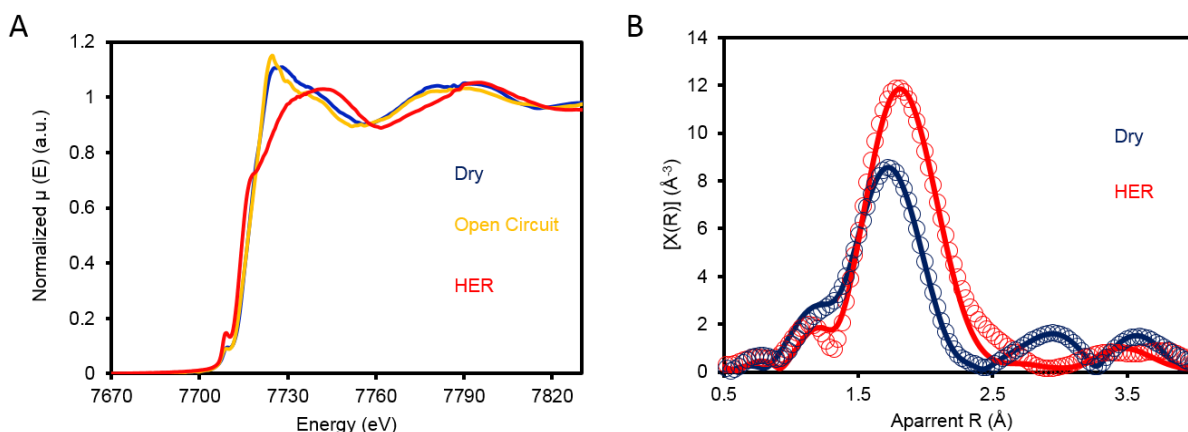 A
Normalized µ (E) (a.u.)
1.2
1
0.8
0.6
0.4
0.2
0
7670 7700 7730 7760 7790 7820
Energy (eV)
Dry
Open Circuit
HER
B
[X(R)] (Å-3)
14
12
10
8
6
4
2
0
0.5 1.5 2.5 3.5
Aparrent R (Å)
Dry
HER